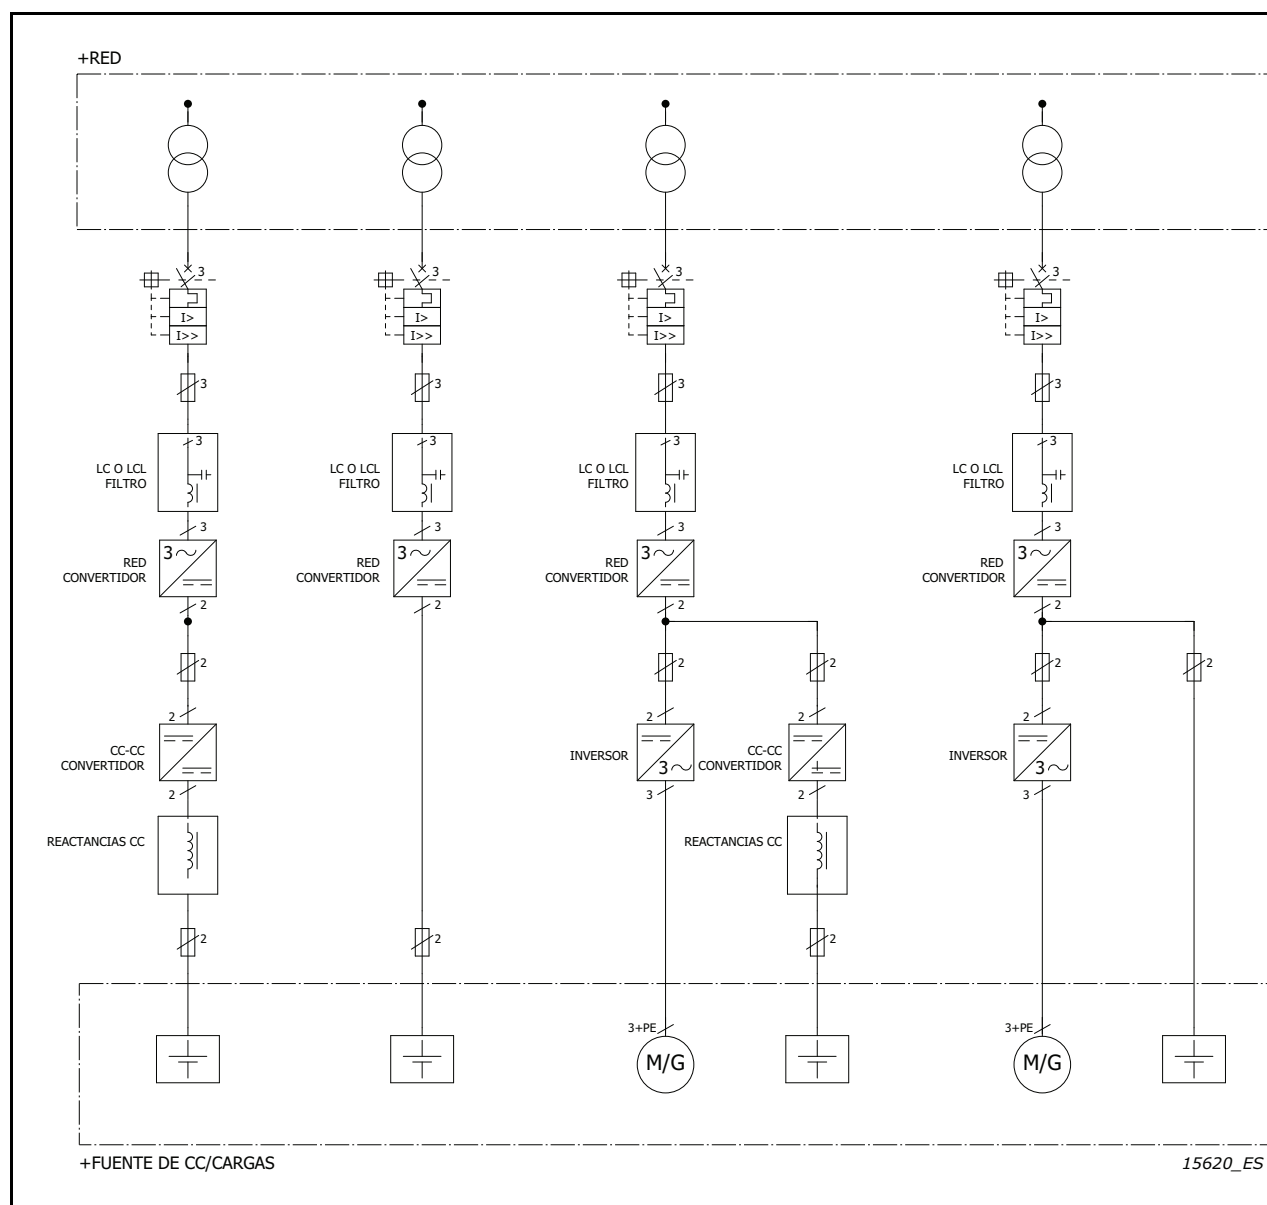 +RED
3 3 3 3
I> I> I> I>
I>> I>> I>> I>>
3 3 3 3
3 3 3 3
LC O LCL
FILTRO
LC O LCL
FILTRO
LC O LCL
FILTRO
LC O LCL
FILTRO
3 3 3 3
3 3 3 3
RED
CONVERTIDOR
RED
CONVERTIDOR
RED
CONVERTIDOR
RED
CONVERTIDOR
2 2 2 2
2 2 2 2 2
2 2 2 2
CC-CC
CONVERTIDOR
INVERSOR
3
CC-CC
CONVERTIDOR
INVERSOR
3
2 3 2 3
REACTANCIAS CC
REACTANCIAS CC
2 2 2
3+PE 3+PE
M/G M/G
+FUENTE DE CC/CARGAS
15620_ES